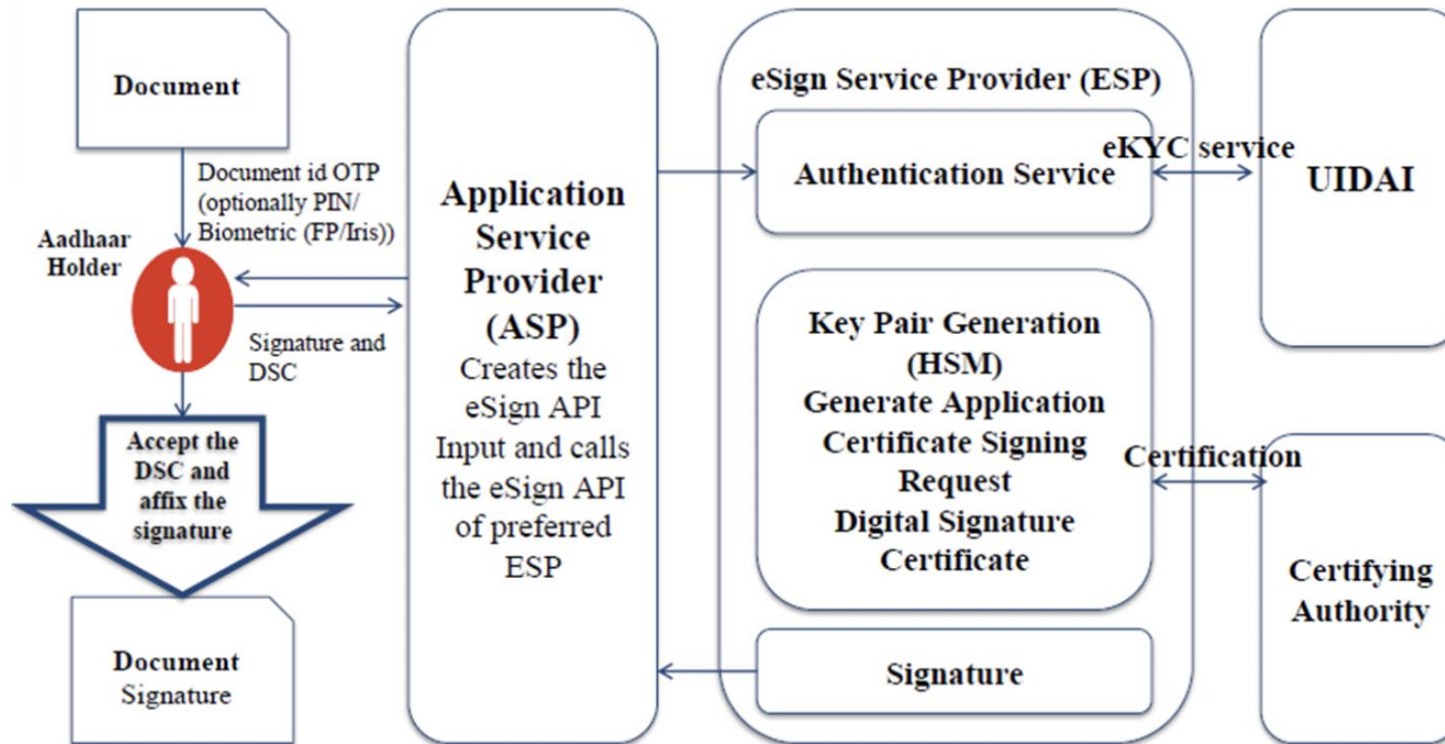 Document
Document id OTP
(optionally PIN/
Biometric (FP/Iris))
Aadhaar
Holder
Signature and
DSC
Accept the
DSC and
affix the
signature
Document
Signature
Application
Service
Provider
(ASP)
Creates the
eSign API
Input and calls
the eSign API
of preferred
ESP
eSign Service Provider (ESP)
Authentication Service
eKYC service
UIDAI
Key Pair Generation
(HSM)
Generate Application
Certificate Signing
Request
Digital Signature
Certificate
Certification
Certifying
Authority
Signature